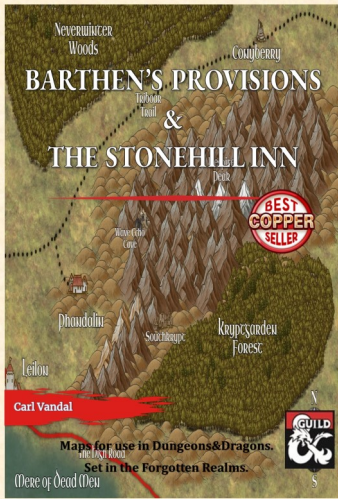 Neverwinter
Woods
Conyberry
BARTHEN'S PROVISIONS
Triboar
Trail
&
THE STONEHILL INN
Peak
BEST
COPPER
SELLER
Wave Echo
Cave
Phandalin
Southkrypt
Kryptgarden
Forest
Leilon
Carl Vandal
N
GUILD
The High Road
Maps for use in Dungeons&Dragons.
Set in the Forgotten Realms.
Mere of Dead Men
S